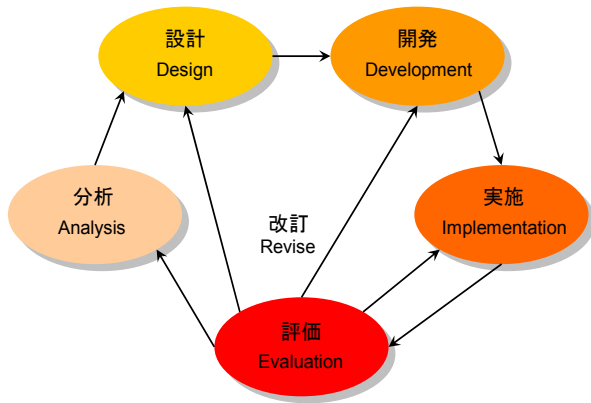 設計
Design
開発
Development
分析
Analysis
実施
Implementation
改訂
Revise
評価
Evaluation